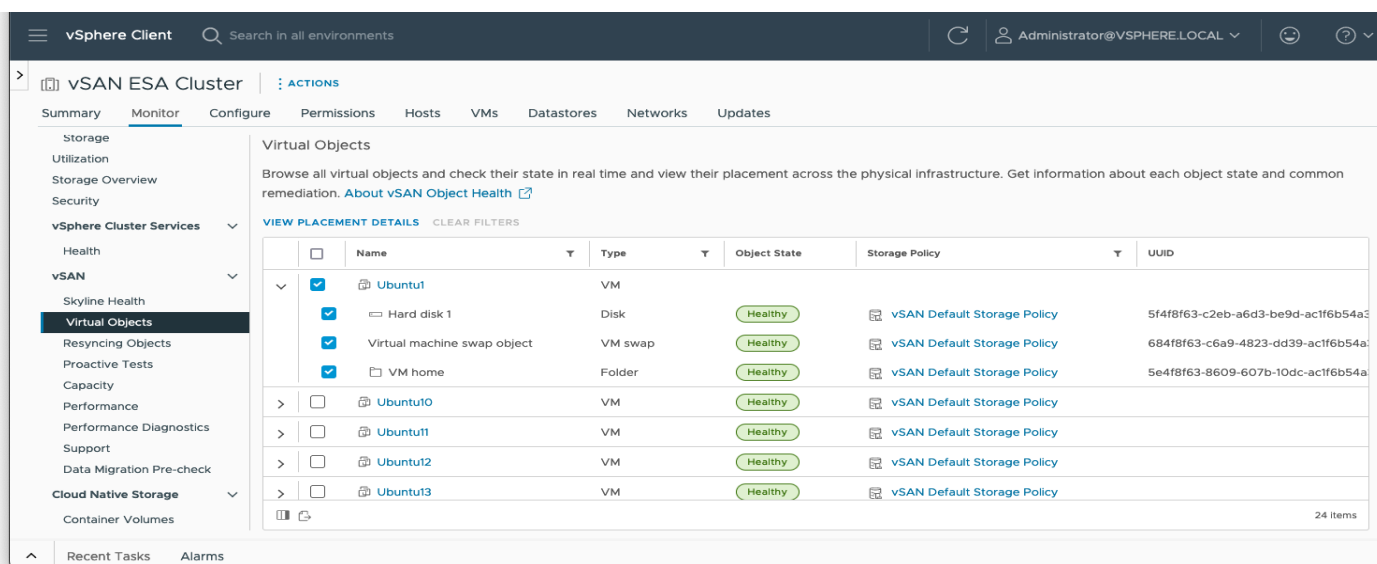 vSphere Client Search in all environments Administrator@VSPHERE.LOCAL
vSAN ESA Cluster ACTIONS
Summary Monitor Configure Permissions Hosts VMs Datastores Networks Updates
Storage
Utilization
Storage Overview
Security
vSphere Cluster Services
Health
vSAN
Skyline Health
Virtual Objects
Resyncing Objects
Proactive Tests
Capacity
Performance
Performance Diagnostics
Support
Data Migration Pre-check
Cloud Native Storage
Container Volumes
Virtual Objects
Browse all virtual objects and check their state in real time and view their placement across the physical infrastructure. Get information about each object state and common
remediation. About vSAN Object Health
VIEW PLACEMENT DETAILS CLEAR FILTERS
Name Type Object State Storage Policy UUID
Ubuntu1 VM
Hard disk 1 Disk Healthy vSAN Default Storage Policy 5f4f8f63-c2eb-a6d3-be9d-ac1f6b54a3
Virtual machine swap object VM swap Healthy vSAN Default Storage Policy 684f8f63-c6a9-4823-dd39-ac1f6b54a
VM home Folder Healthy vSAN Default Storage Policy 5e4f8f63-8609-607b-10dc-ac1f6b54a
Ubuntu10 VM Healthy vSAN Default Storage Policy
Ubuntu11 VM Healthy vSAN Default Storage Policy
Ubuntu12 VM Healthy vSAN Default Storage Policy
Ubuntu13 VM Healthy vSAN Default Storage Policy
24 items
Recent Tasks Alarms